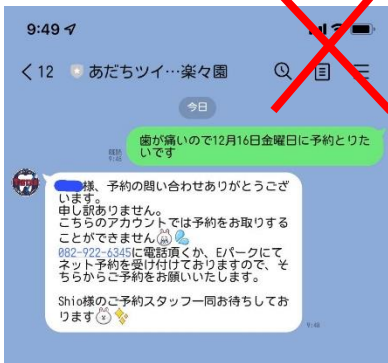 9:49
12 あだちツイ…楽々園
今日
歯が痛いので12月16日金曜日に予約とりた
いです
既読
9:48
様、予約の問い合わせありがとうござ
います。
申し訳ありません。
こちらのアカウントでは予約をお取りする
ことができません
082-922-6345に電話頂くか、Eパークにて
ネット予約を受け付けておりますので、そ
ちらからご予約をお願いいたします。
Shio様のご予約スタッフ一同お待ちしてお
ります
9:48